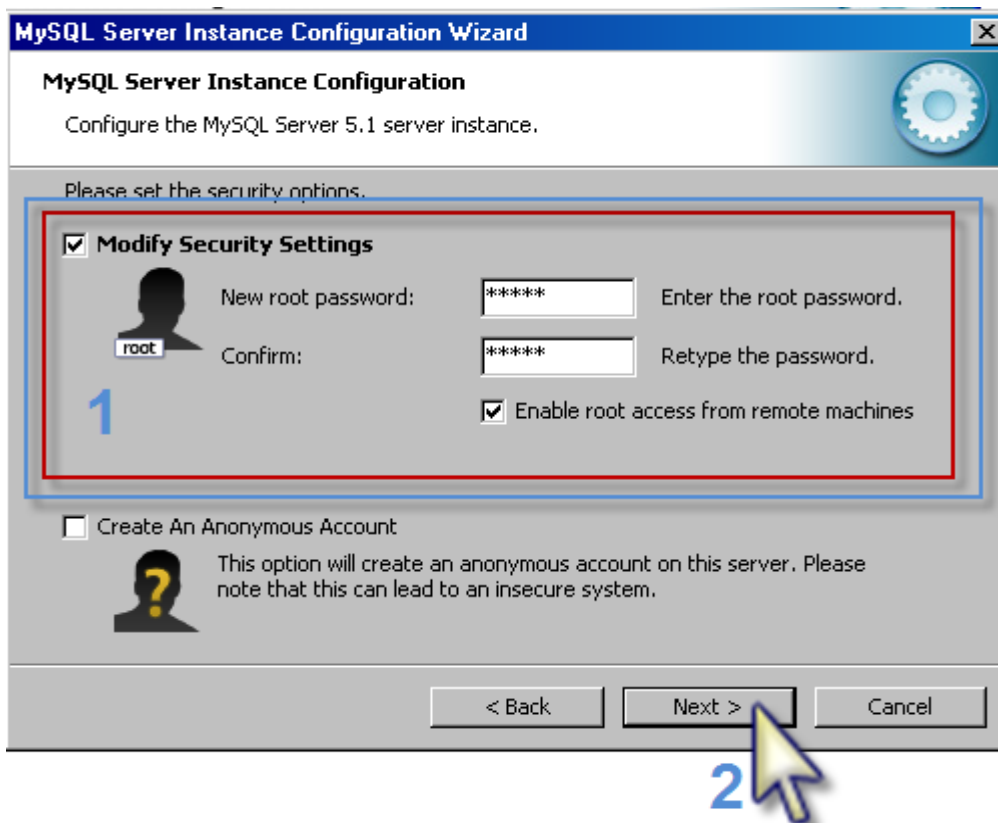 MySQL Server Instance Configuration Wizard
MySQL Server Instance Configuration
Configure the MySQL Server 5.1 server instance.
Please set the security options.
Modify Security Settings
New root password: ***** Enter the root password.
root
Confirm: ***** Retype the password.
1
Enable root access from remote machines
Create An Anonymous Account
?
This option will create an anonymous account on this server. Please
note that this can lead to an insecure system.
< Back Next > Cancel
2